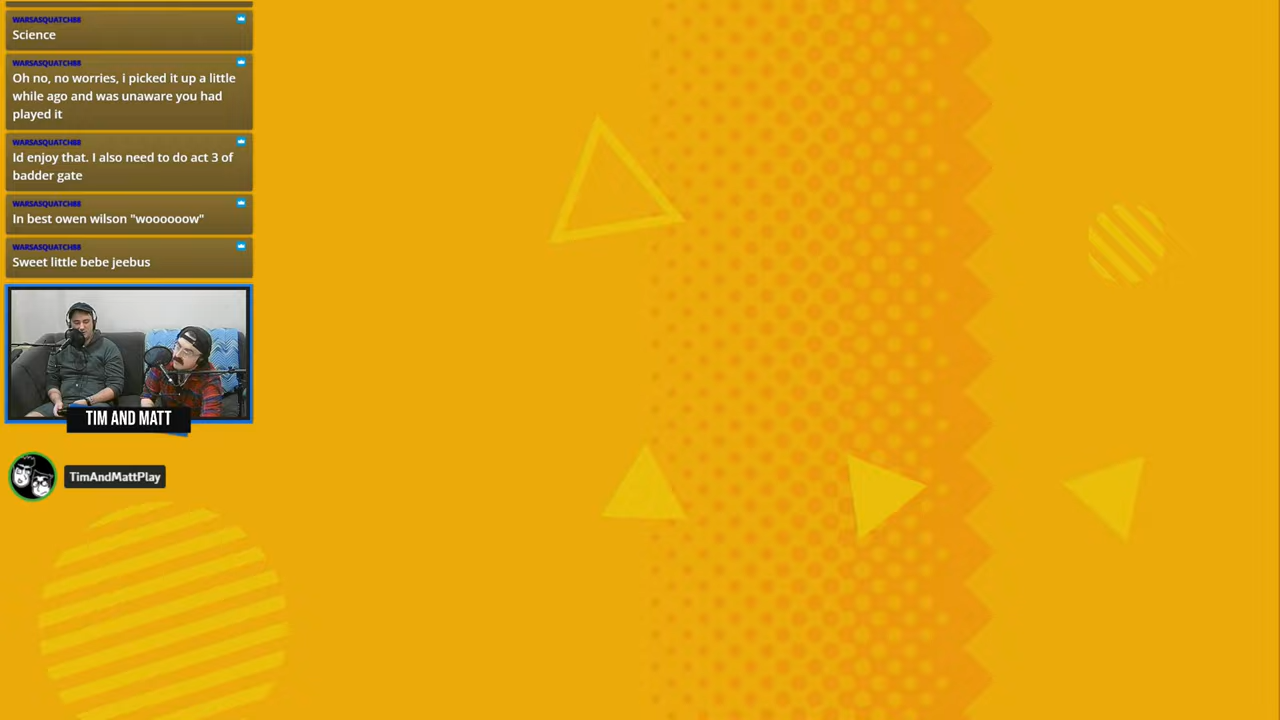 WARSASQUATCH88
Science
WARSASQUATCH88
Oh no, no worries, i picked it up a little
while ago and was unaware you had
played it
WARSASQUATCH88
Id enjoy that. I also need to do act 3 of
badder gate
WARSASQUATCH88
In best owen wilson "woooooow"
WARSASQUATCH88
Sweet little bebe jeebus
TIM AND MATT
TimAndMattPlay